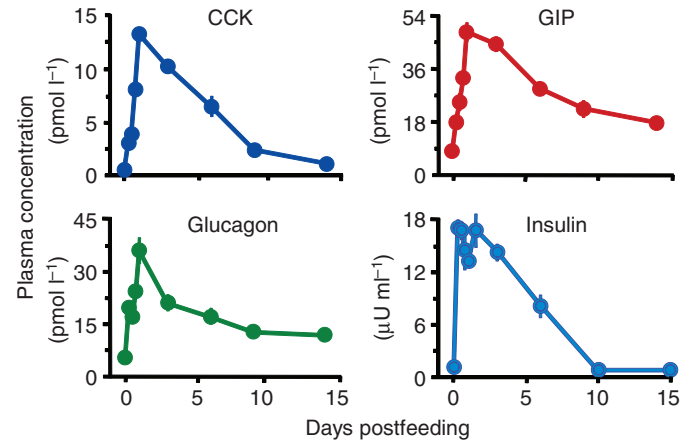 CCK
GIP
15
10
5
0
54
36
18
0
Plasma concentration
(pmol l⁻¹)
(pmol l⁻¹)
Glucagon
Insulin
45
30
15
0
18
12
6
0
(pmol l⁻¹)
(μU ml⁻¹)
0 5 10 15
0 5 10 15
Days postfeeding